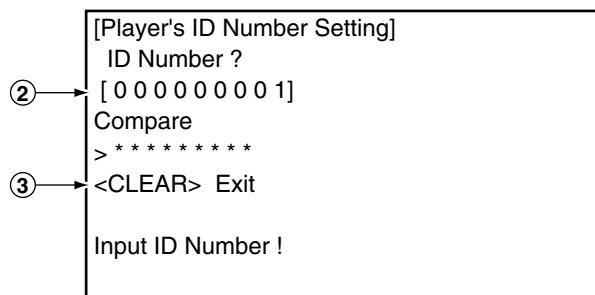 [Player's ID Number Setting]
ID Number ?
② [ 0 0 0 0 0 0 0 0 1]
Compare
> * * * * * * * * *
③ <CLEAR> Exit
Input ID Number !